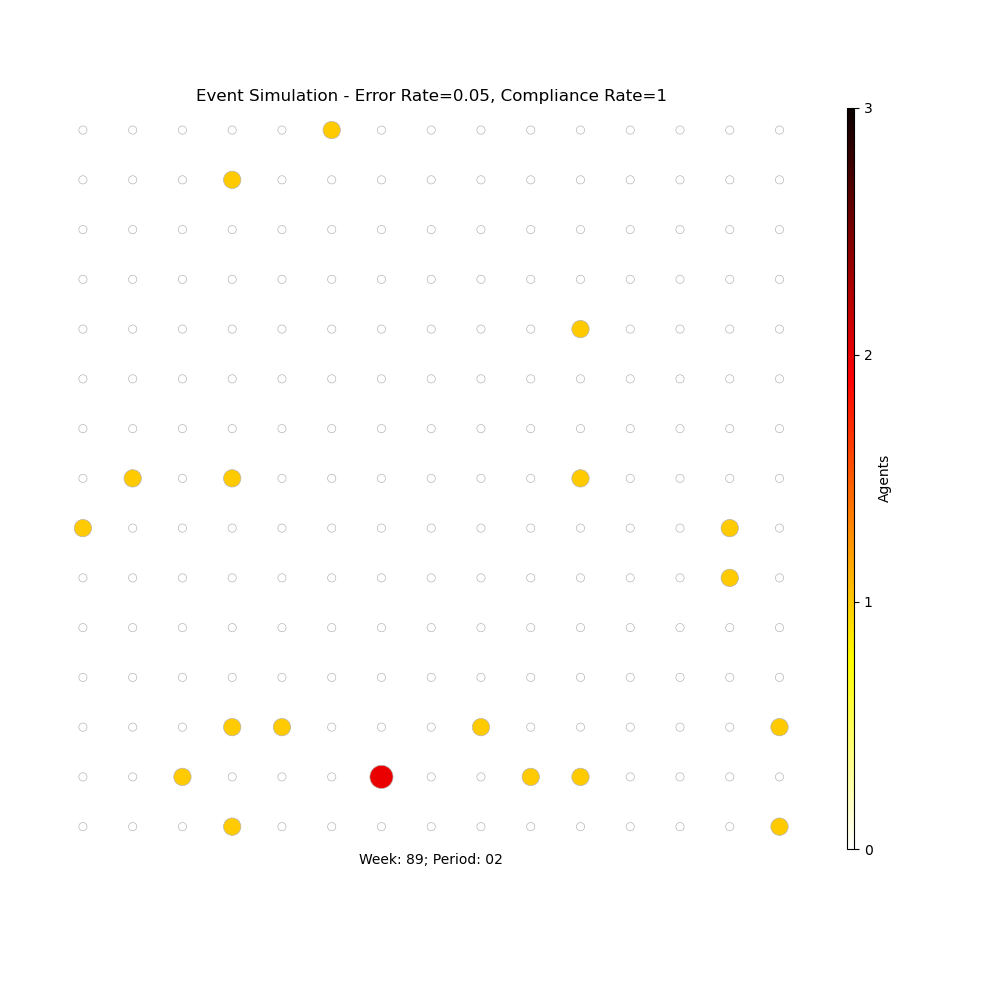 Event Simulation - Error Rate=0.05, Compliance Rate=1
3
2
Agents
1
0
Week: 89; Period: 02